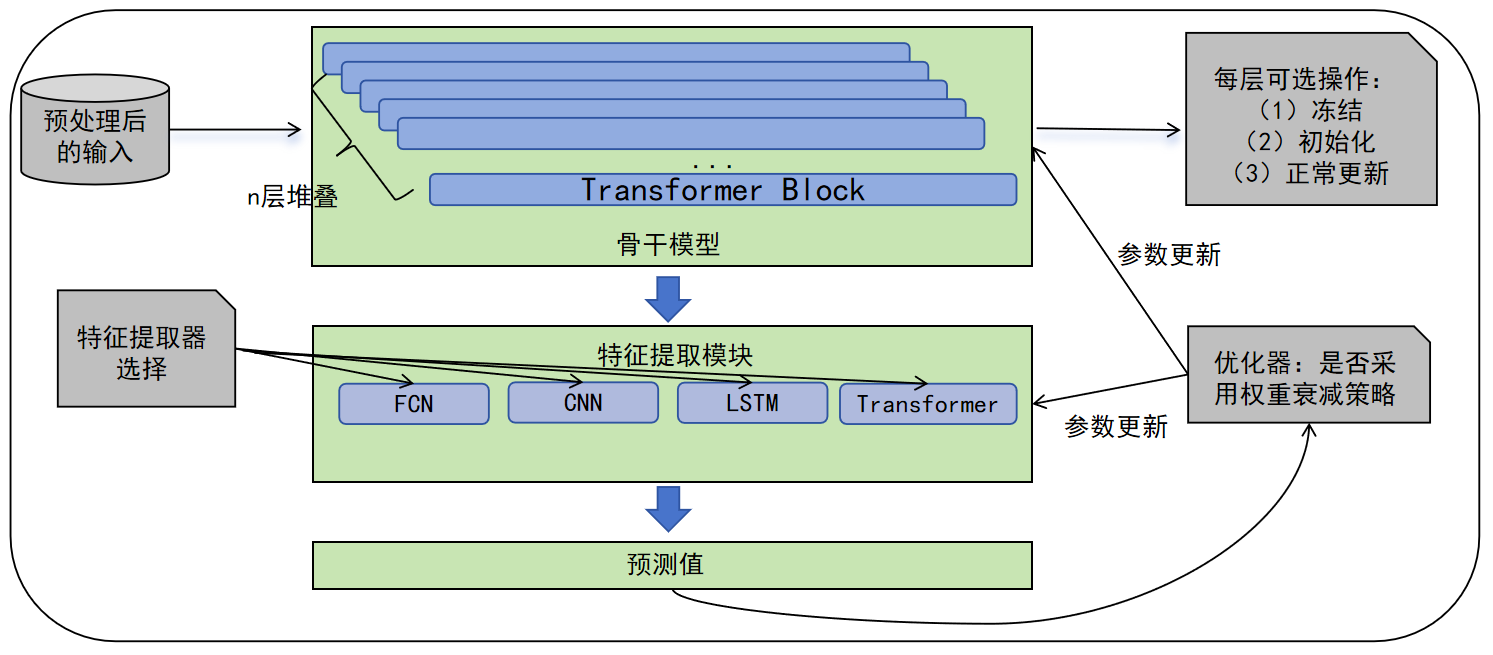 预处理后
的输入
n层堆叠
...
Transformer Block
骨干模型
每层可选操作：
（1）冻结
（2）初始化
（3）正常更新
参数更新
特征提取器
选择
特征提取模块
FCN
CNN
LSTM
Transformer
优化器：是否采
用权重衰减策略
参数更新
预测值